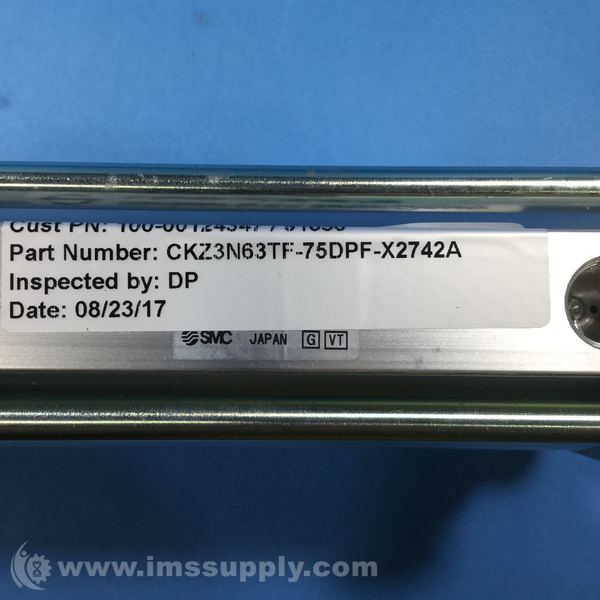 Cust PN:
Part Number: CKZ3N63TF-75DPF-X2742A
Inspected by: DP
Date: 08/23/17
SMC JAPAN G VT
www.imssupply.com